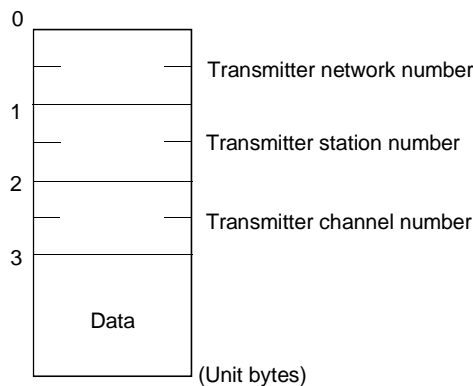 0
Transmitter network number
1
Transmitter station number
2
Transmitter channel number
3
Data
(Unit bytes)